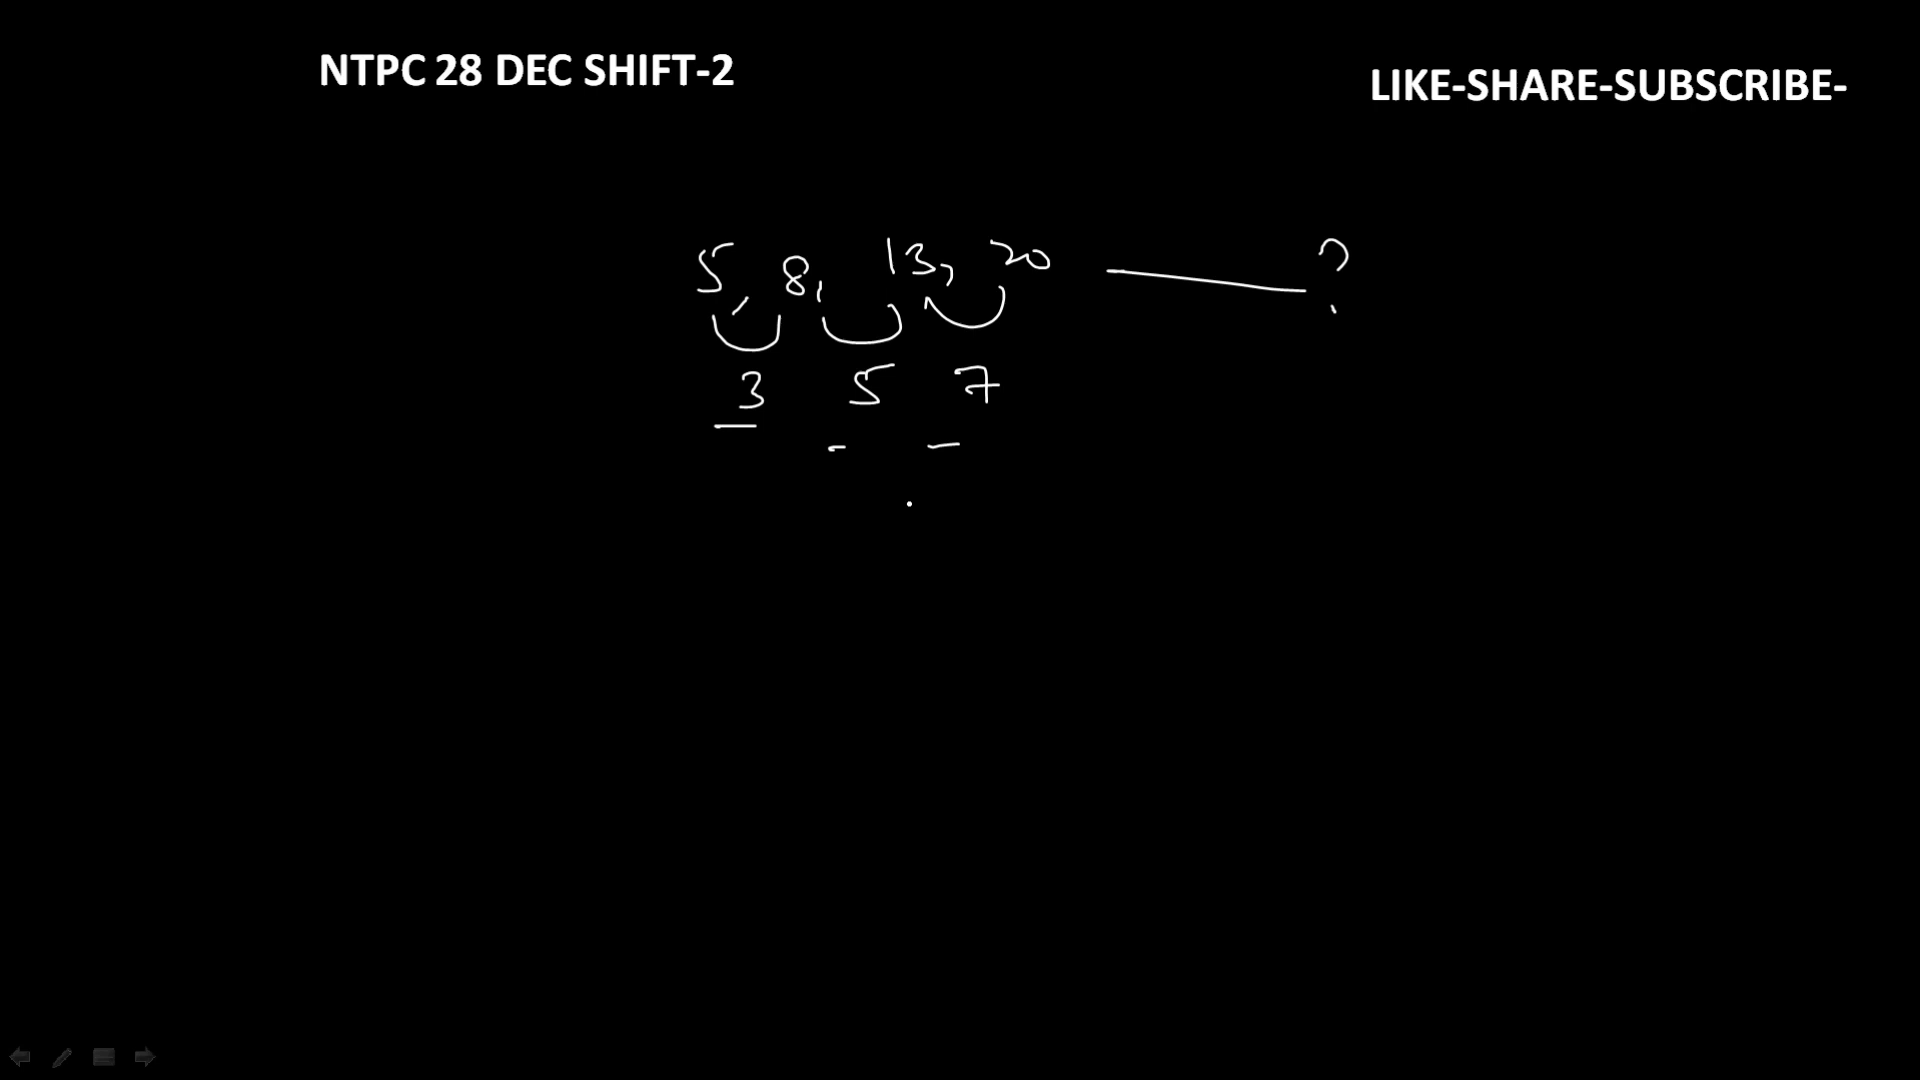 NTPC 28 DEC SHIFT-2
LIKE-SHARE-SUBSCRIBE-
5, 8, 13, 20 ?
3 5 7